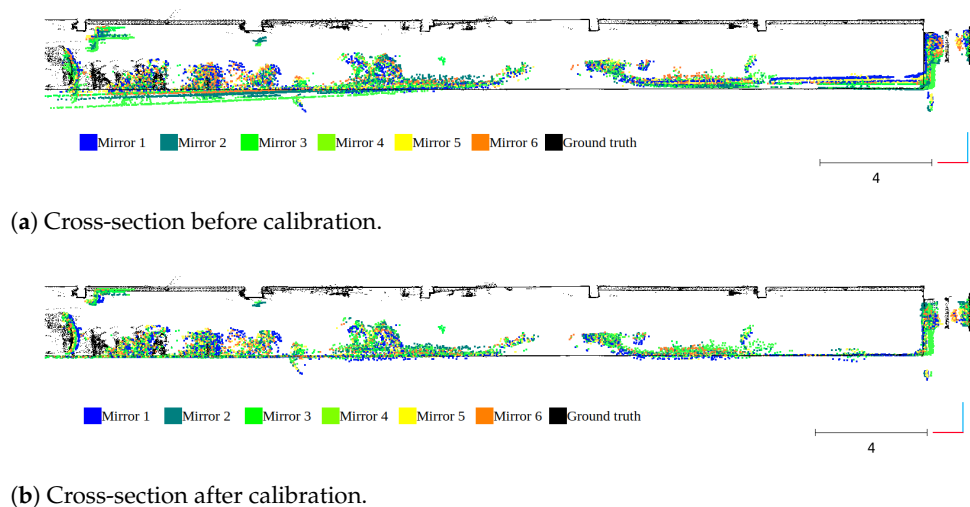 Mirror 1 Mirror 2 Mirror 3 Mirror 4 Mirror 5 Mirror 6 Ground truth
4
(a) Cross-section before calibration.
Mirror 1 Mirror 2 Mirror 3 Mirror 4 Mirror 5 Mirror 6 Ground truth
4
(b) Cross-section after calibration.